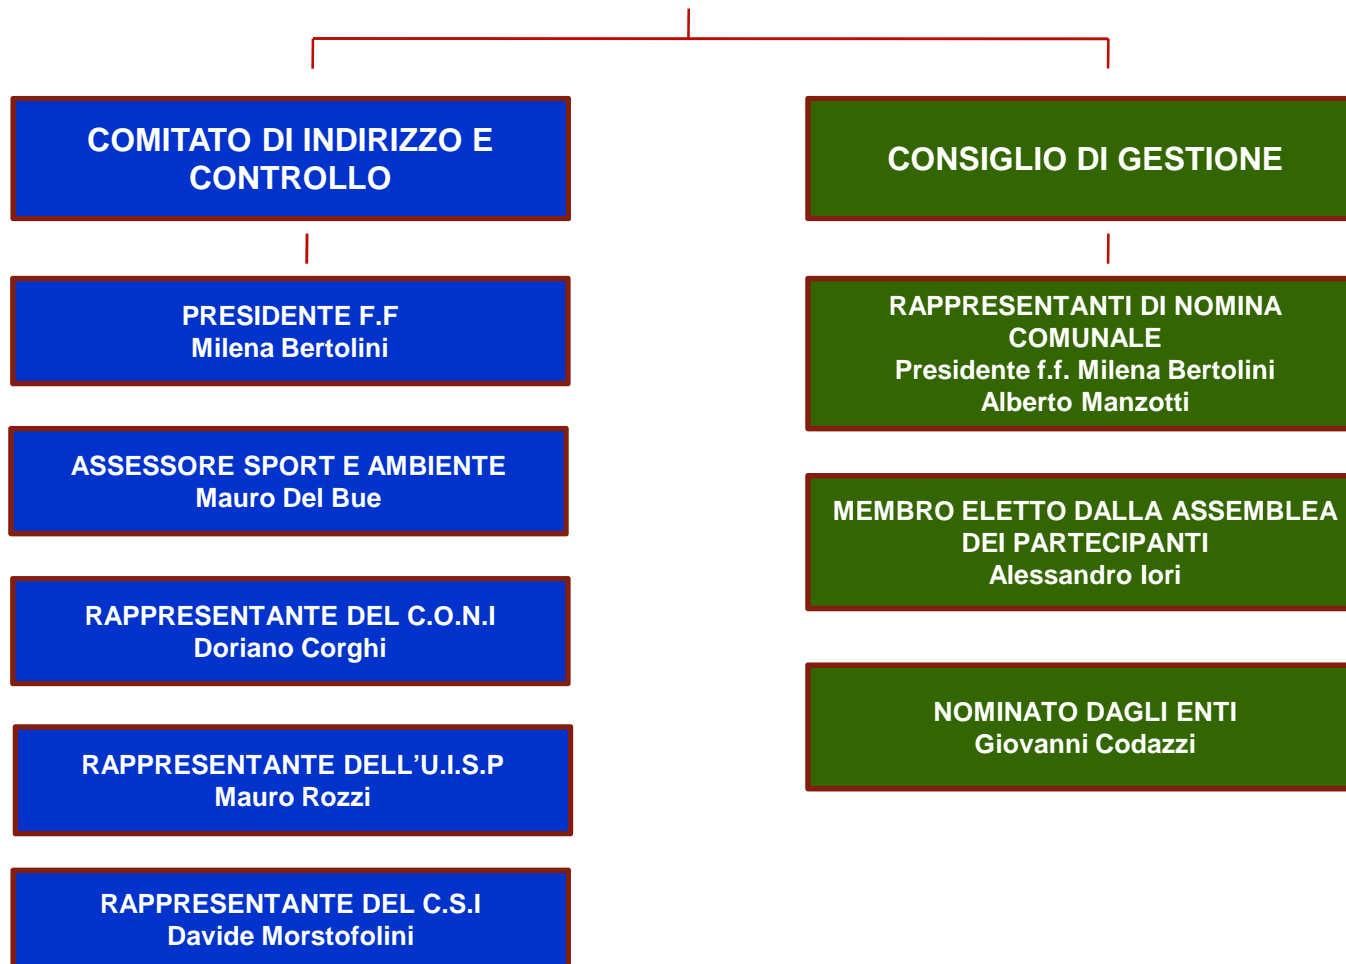 COMITATO DI INDIRIZZO E
CONTROLLO
PRESIDENTE F.F
Milena Bertolini
ASSESSORE SPORT E AMBIENTE
Mauro Del Bue
RAPPRESENTANTE DEL C.O.N.I
Doriano Corghi
RAPPRESENTANTE DELL’U.I.S.P
Mauro Rozzi
RAPPRESENTANTE DEL C.S.I
Davide Morstofolini
CONSIGLIO DI GESTIONE
RAPPRESENTANTI DI NOMINA
COMUNALE
Presidente f.f. Milena Bertolini
Alberto Manzotti
MEMBRO ELETTO DALLA ASSEMBLEA
DEI PARTECIPANTI
Alessandro Iori
NOMINATO DAGLI ENTI
Giovanni Codazzi